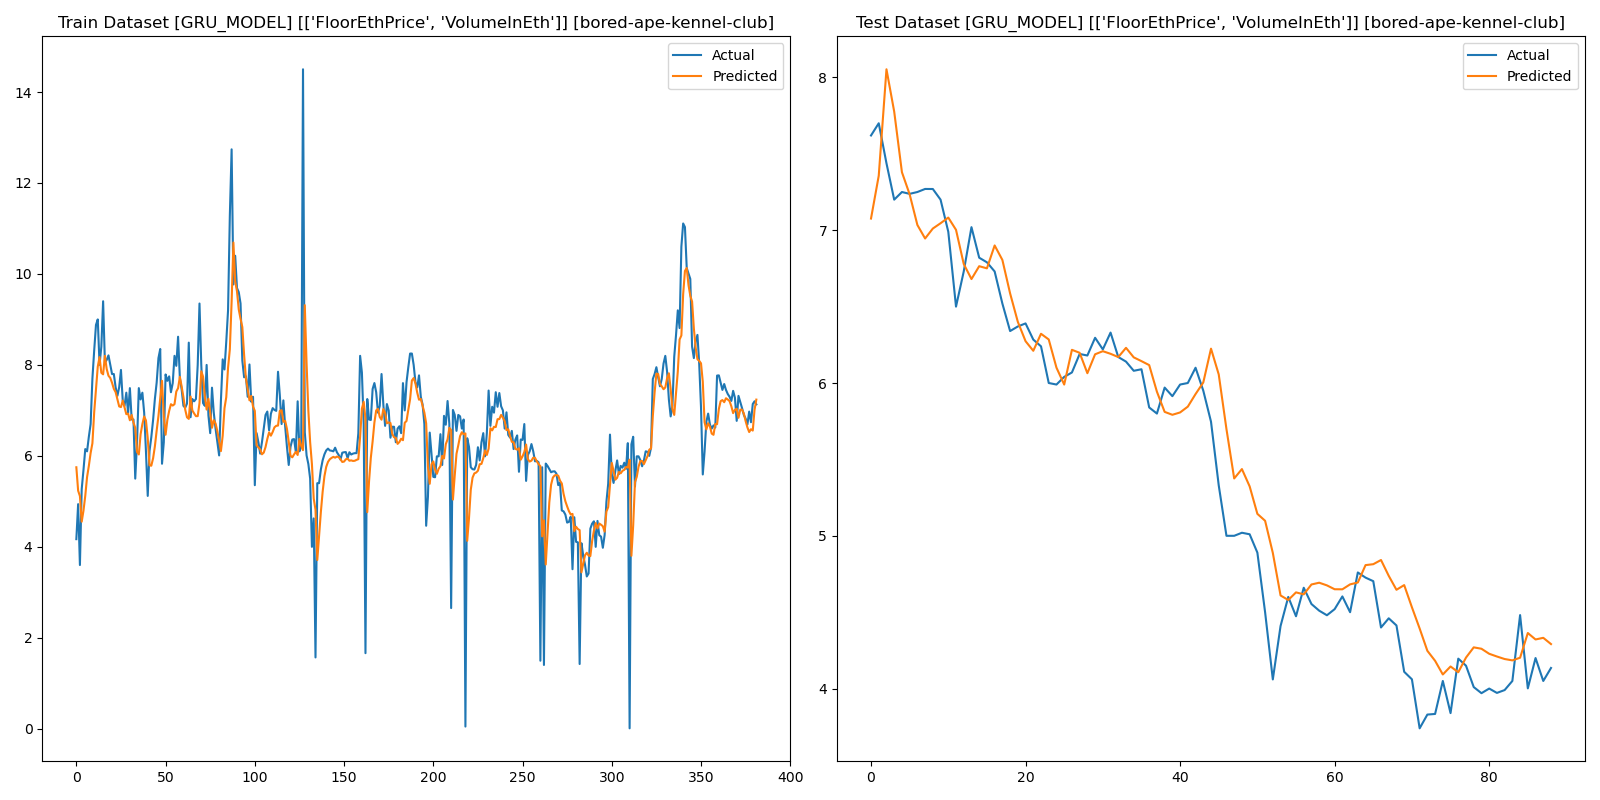 Train Dataset [GRU_MODEL] [['FloorEthPrice', 'VolumeInEth']] [bored-ape-kennel-club]
Actual
Predicted
14
12
10
8
6
4
2
0
0 50 100 150 200 250 300 350 400
Test Dataset [GRU_MODEL] [['FloorEthPrice', 'VolumeInEth']] [bored-ape-kennel-club]
Actual
Predicted
8
7
6
5
4
0 20 40 60 80